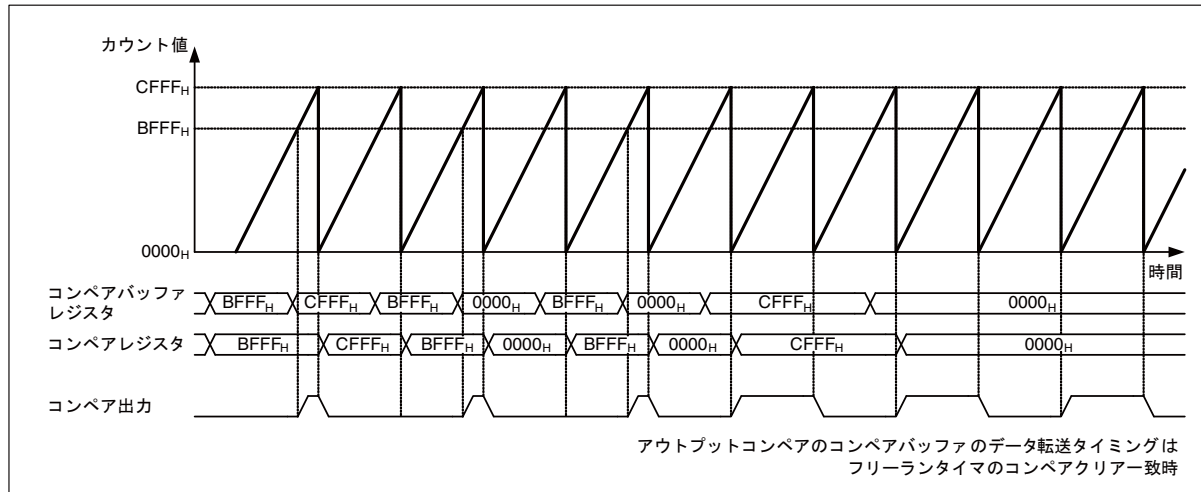 カウント値
CFFFH
BFFFH
0000H
時間
コンペアバッファ
レジスタ
BFFFH CFFFH BFFFH 0000H BFFFH 0000H CFFFH 0000H
コンペアレジスタ
BFFFH CFFFH BFFFH 0000H BFFFH 0000H CFFFH 0000H
コンペア出力
アウトプットコンペアのコンペアバッファのデータ転送タイミングは
フリーランタイマのコンペアクリアー致時